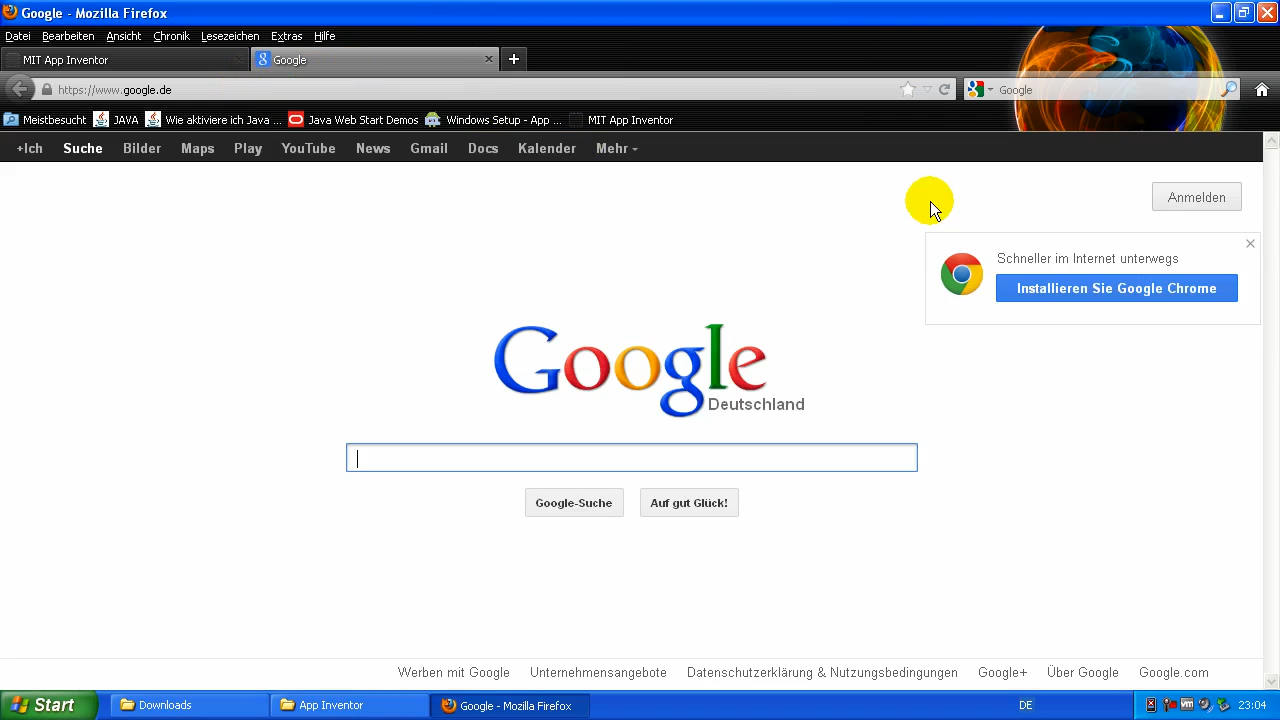 Google - Mozilla Firefox
Datei Bearbeiten Ansicht Chronik Lesezeichen Extras Hilfe
MIT App Inventor Google
https://www.google.de Google
Meistbesucht JAVA Wie aktiviere ich Java ... Java Web Start Demos Windows Setup - App ... MIT App Inventor
+Ich Suche Bilder Maps Play YouTube News Gmail Docs Kalender Mehr
Anmelden
Schneller im Internet unterwegs
Installieren Sie Google Chrome
Google
Deutschland
Google-Suche Auf gut Glück!
Werben mit Google Unternehmensangebote Datenschutzerklärung & Nutzungsbedingungen Google+ Über Google Google.com
Start Downloads App Inventor Google - Mozilla Firefox DE 23:04